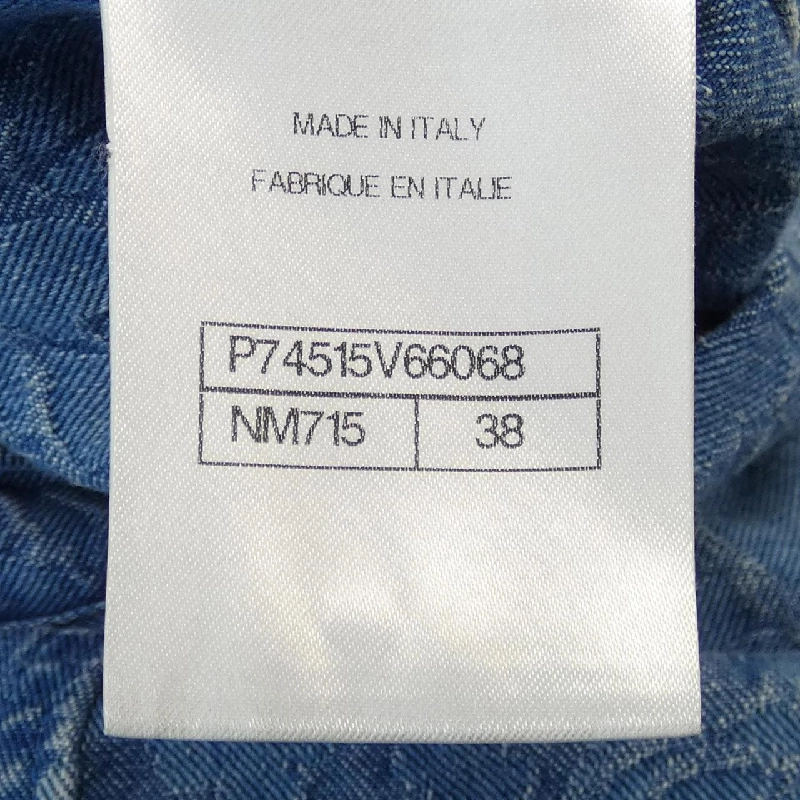 MADE IN ITALY
FABRIQUE EN ITALIE
P74515V66068
NM715 38